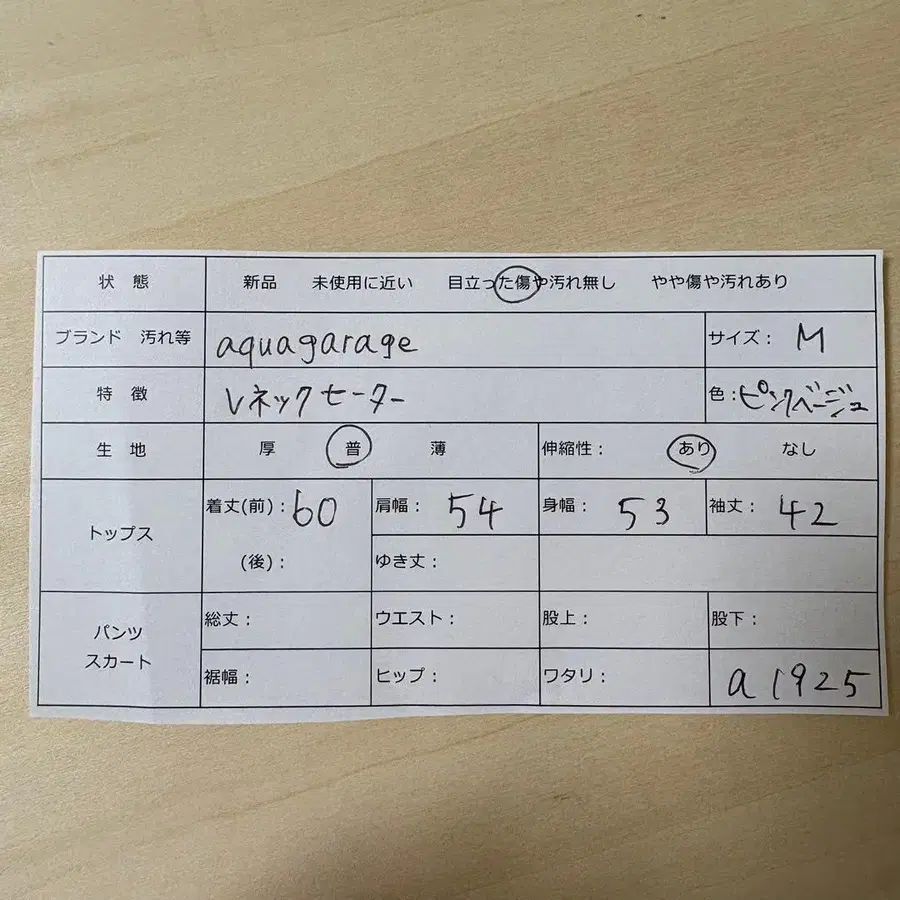 状 態 新品 未使用に近い 目立った傷や汚れ無し やや傷や汚れあり
ブランド 汚れ等 aquagarage サイズ: M
特 徴 Vネックセーター 色:ピンクベージュ
生 地 厚 普 薄 伸縮性: あり なし
トップス 着丈(前):60 肩幅: 54 身幅: 53 袖丈: 42
(後): ゆき丈:
パンツ 総丈: ウエスト: 股上: 股下:
スカート 裾幅: ヒップ: ワタリ: a1925